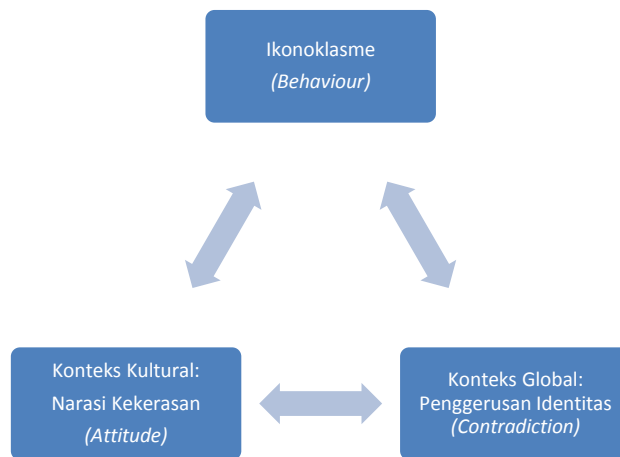 Ikonoklasme
(Behaviour)
Konteks Kultural:
Narasi Kekerasan
(Attitude)
Konteks Global:
Penggerusan Identitas
(Contradiction)